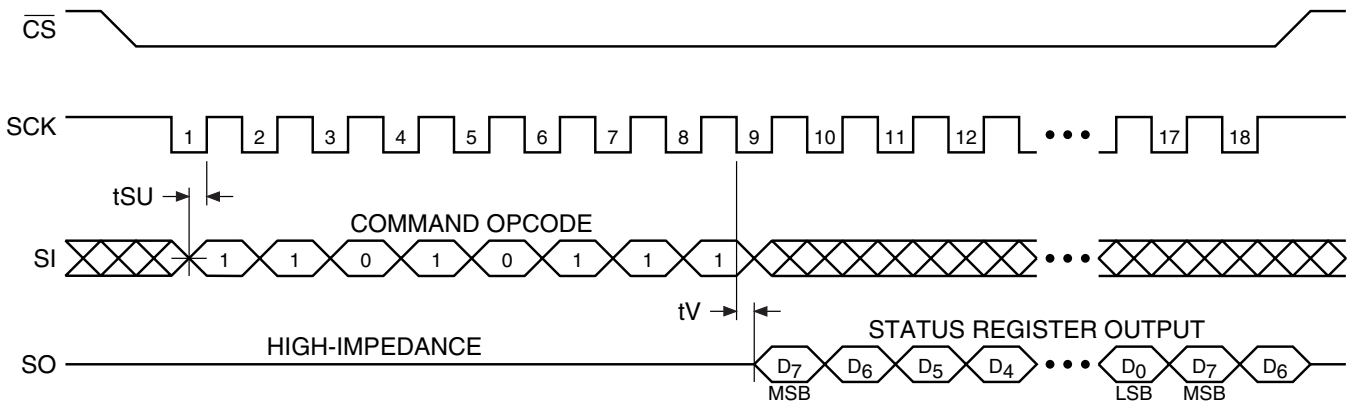 CS
SCK 1 2 3 4 5 6 7 8 9 10 11 12 • • • 17 18
tSU
COMMAND OPCODE
SI 1 1 0 1 0 1 1 1 • • •
tV
HIGH-IMPEDANCE STATUS REGISTER OUTPUT
SO D7 D6 D5 D4 • • • D0 D7 D6
MSB LSB MSB